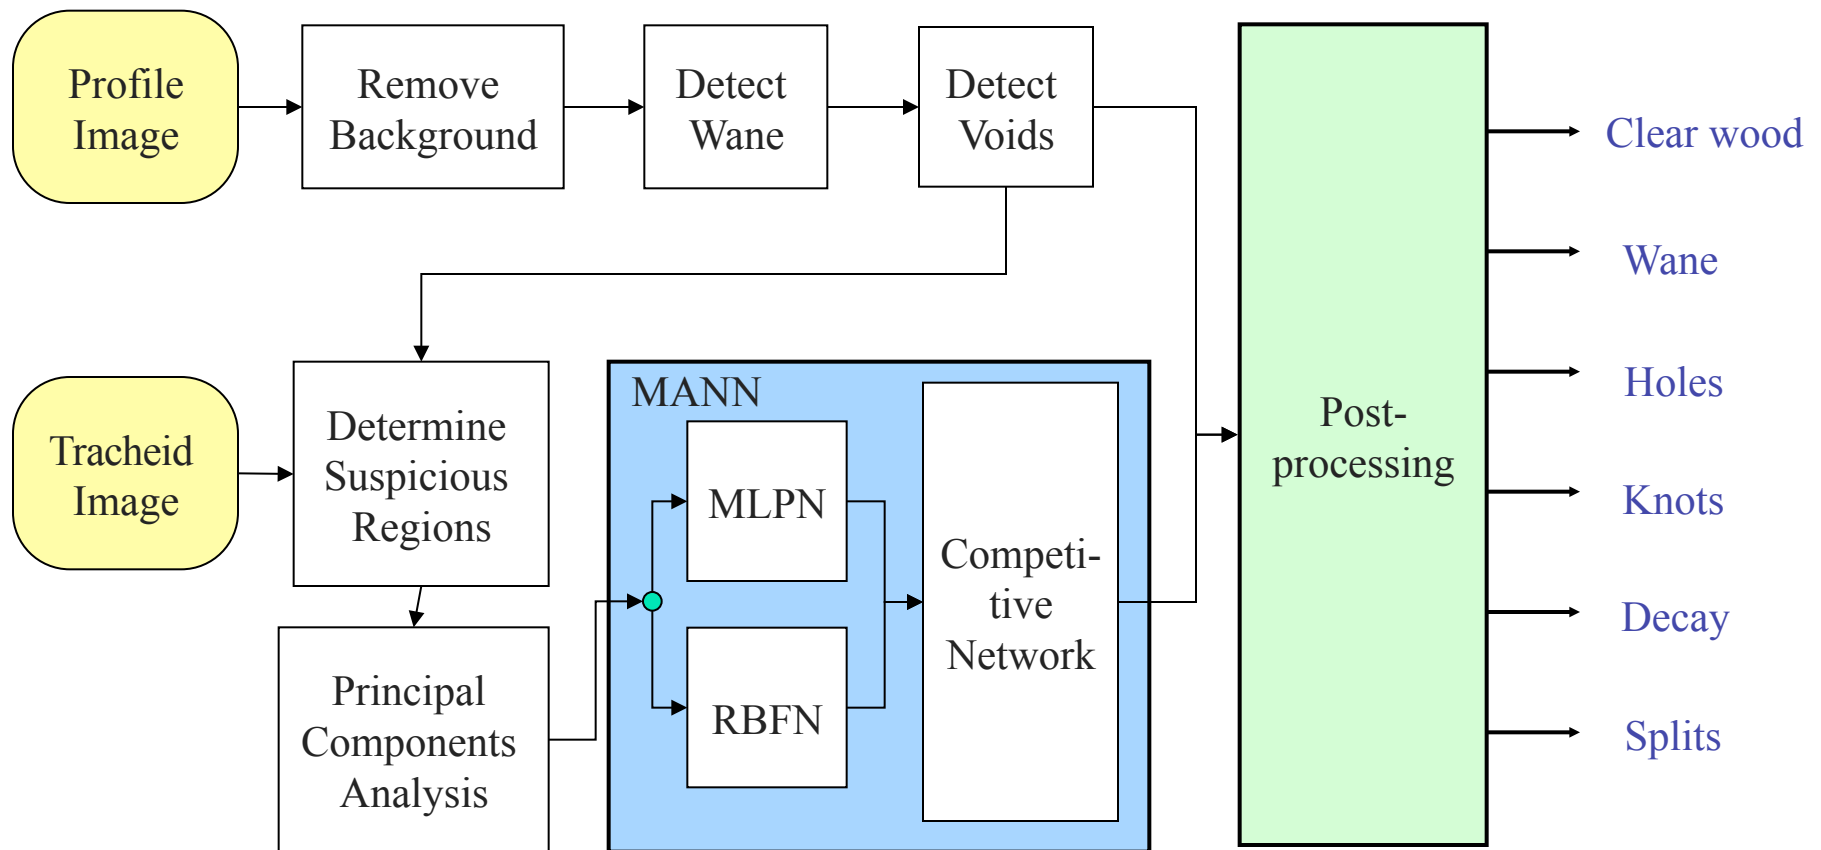 Profile
Image
Remove
Background
Detect
Wane
Detect
Voids
Tracheid
Image
Determine
Suspicious
Regions
Principal
Components
Analysis
MANN
MLPN
RBFN
Competi-
tive
Network
Post-
processing
Clear wood
Wane
Holes
Knots
Decay
Splits